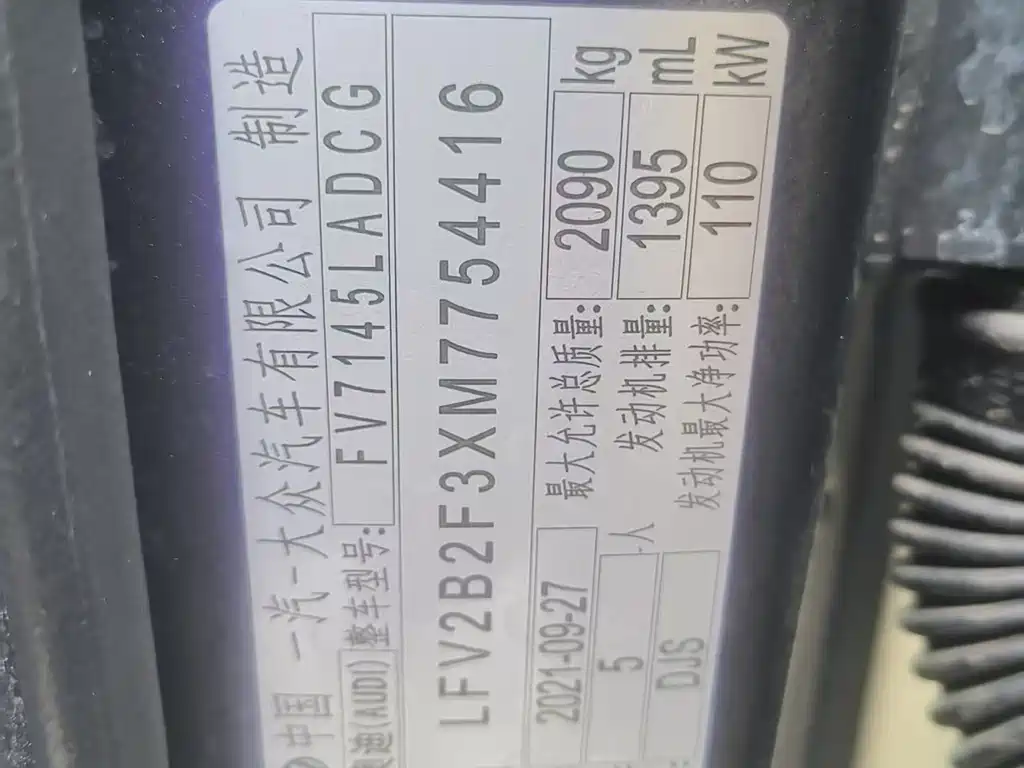 中国 一汽-大众汽车有限公司 制造
奥迪(AUDI) 整车型号: FV7145LADCG
LFV2B2F3XM7754416
2021-09-27 最大允许总质量: 2090 kg
5 人 发动机排量: 1395 mL
DJS 发动机最大净功率: 110 kW